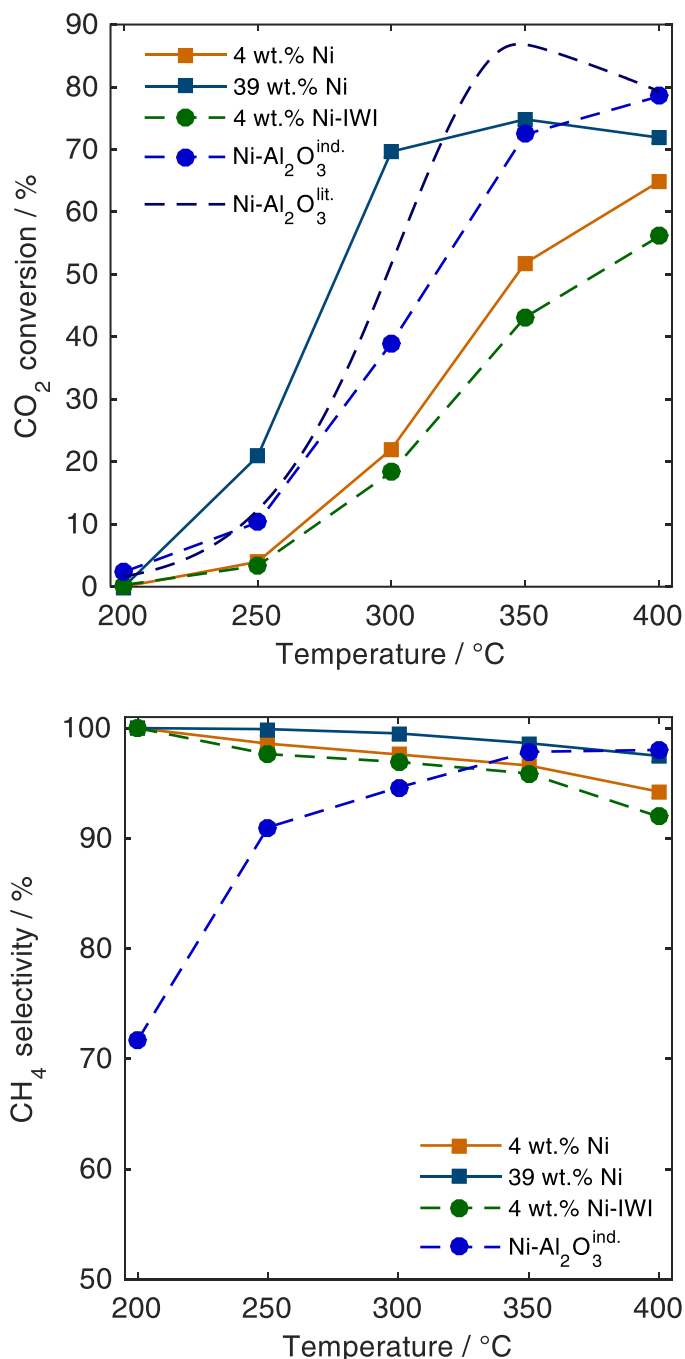 90
80
70
60
50
40
30
20
10
0
CO₂ conversion / %
4 wt.% Ni
39 wt.% Ni
4 wt.% Ni-IWI
Ni-Al₂O₃ind.
Ni-Al₂O₃lit.
200 250 300 350 400
Temperature / °C
100
90
80
70
60
50
CH₄ selectivity / %
4 wt.% Ni
39 wt.% Ni
4 wt.% Ni-IWI
Ni-Al₂O₃ind.
200 250 300 350 400
Temperature / °C